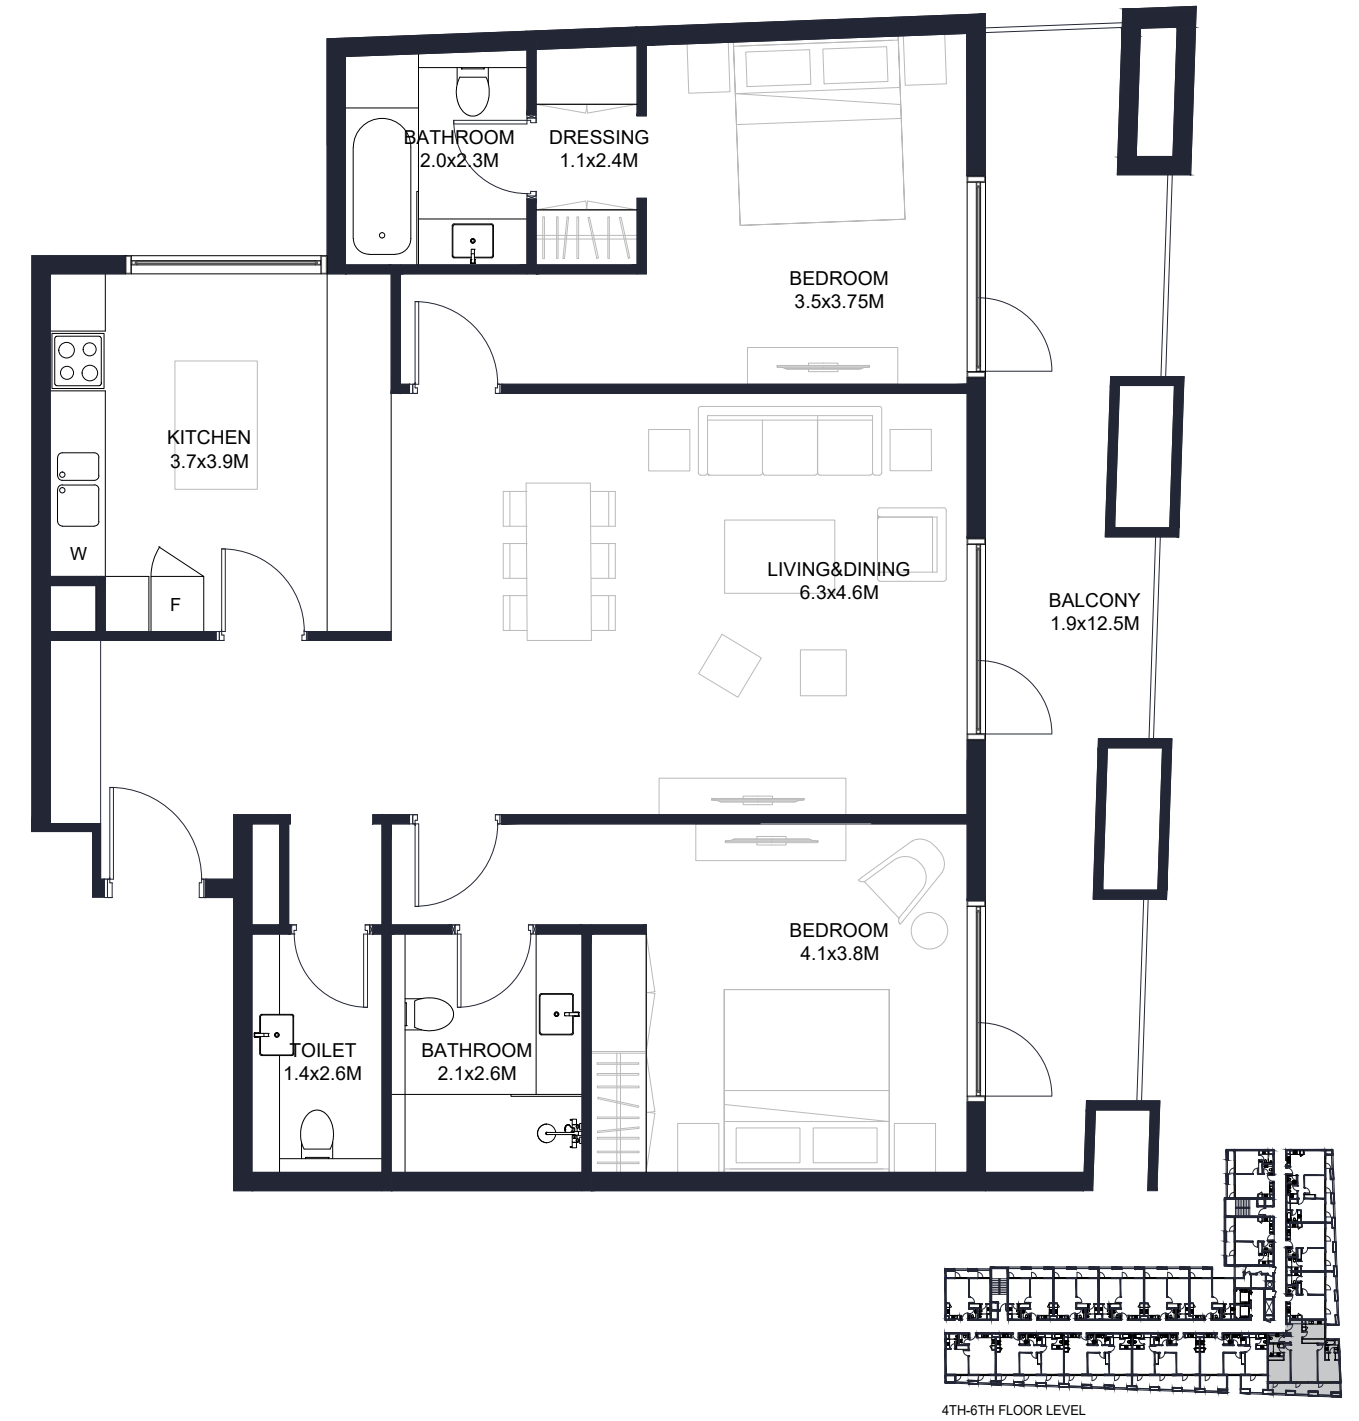 BATHROOM
2.0x2.3M
DRESSING
1.1x2.4M
BEDROOM
3.5x3.75M
KITCHEN
3.7x3.9M
W
F
LIVING&DINING
6.3x4.6M
BALCONY
1.9x12.5M
BEDROOM
4.1x3.8M
TOILET
1.4x2.6M
BATHROOM
2.1x2.6M
4TH-6TH FLOOR LEVEL